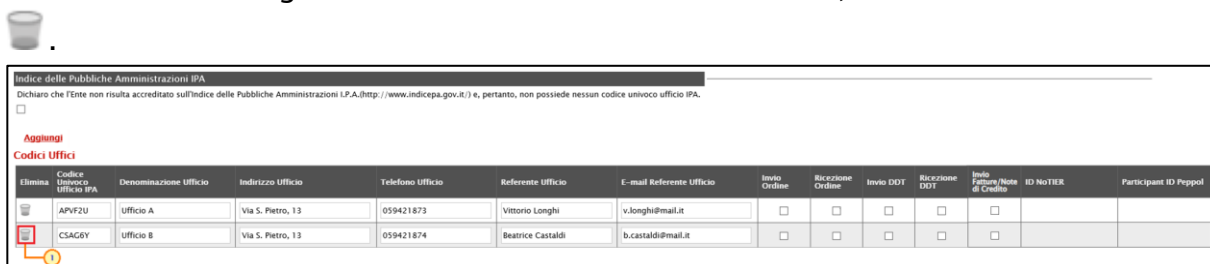 .
Indice delle Pubbliche Amministrazioni IPA
Dichiaro che l'Ente non risulta accreditato sull'Indice delle Pubbliche Amministrazioni I.P.A.(http://www.indicepa.gov.it/) e, pertanto, non possiede nessun codice univoco ufficio IPA.
Aggiungi
Codici Uffici
Elimina Codice Univoco Ufficio IPA Denominazione Ufficio Indirizzo Ufficio Telefono Ufficio Referente Ufficio E-mail Referente Ufficio Invio Ordine Ricezione Ordine Invio DDT Ricezione DDT Invio Fatture/Note di Credito ID NoTIER Participant ID Peppol
APVF2U Ufficio A Via S. Pietro, 13 059421873 Vittorio Longhi v.longhi@mail.it
CSAG6Y Ufficio B Via S. Pietro, 13 059421874 Beatrice Castaldi b.castaldi@mail.it
1